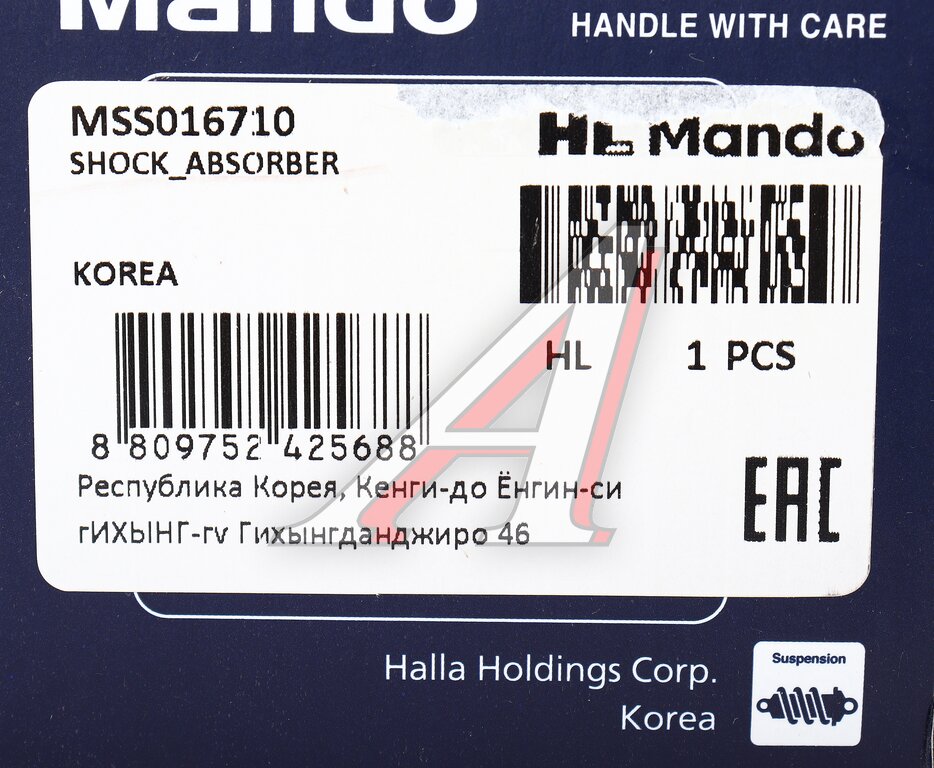 Mando
HANDLE WITH CARE
MSS016710
SHOCK_ABSORBER
HL Mando
KOREA
HL 1 PCS
8 809752 425688
Республика Корея, Кенги-до Ёнгин-си
гИХЫНГ-гv Гихынгданджиро 46
EAC
Halla Holdings Corp.
Korea
Suspension